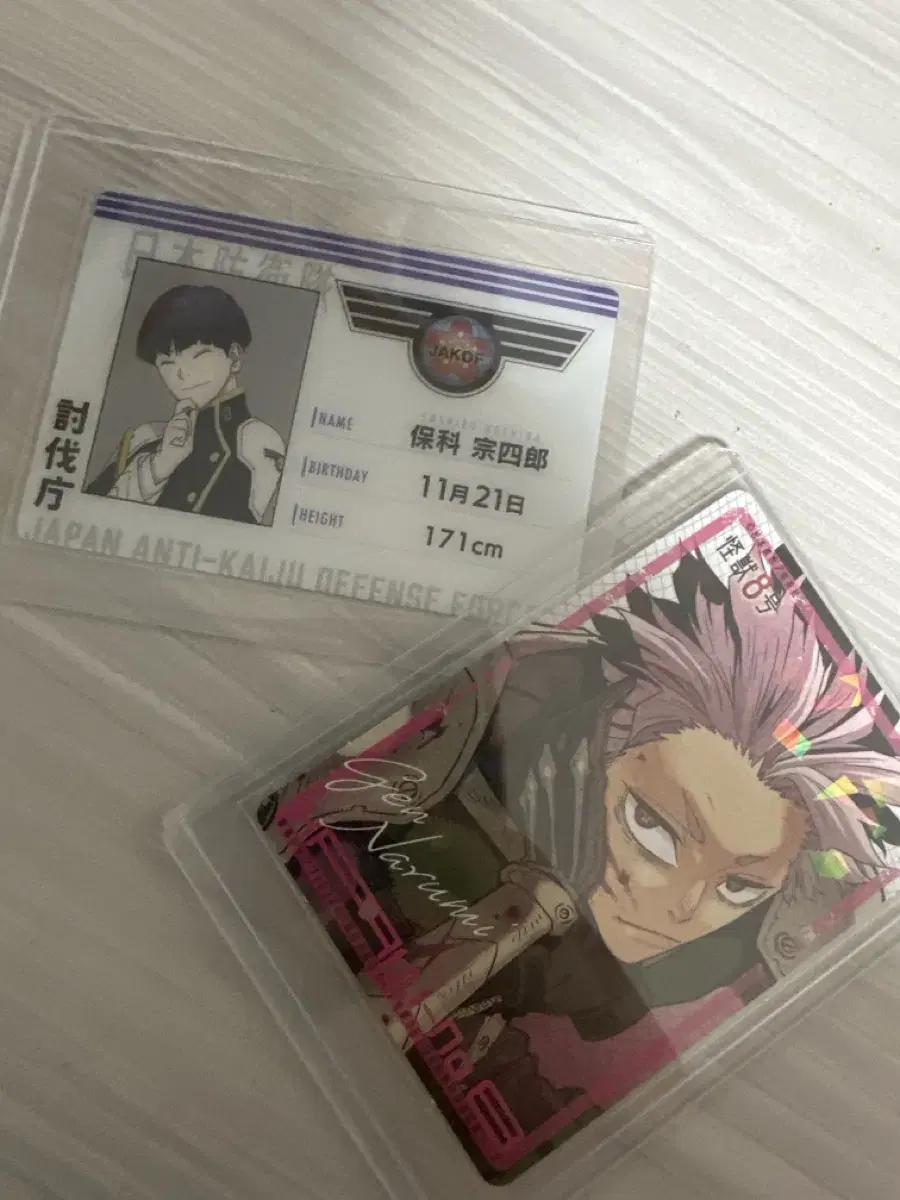 日本防衛隊
JAKDF
討伐庁
SOSHIRO HOSHINA
NAME
保科 宗四郎
BIRTHDAY
11月21日
HEIGHT
171cm
JAPAN ANTI-KAIJU DEFENSE FORCE
怪獣8号
Gen Narumi